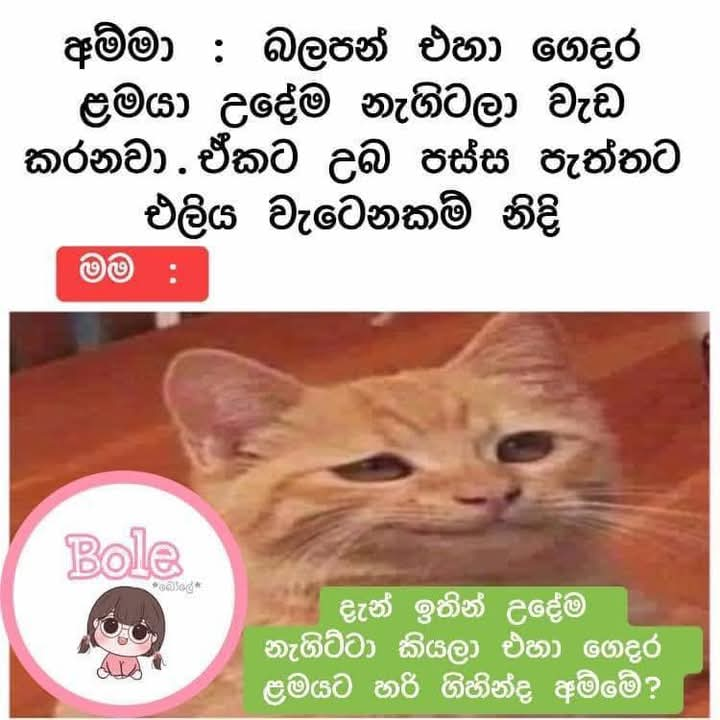 අම්මා : බලපන් එහා ගෙදර
ළමයා උදේම නැගිටලා වැඩ
කරනවා.ඒකට උබ පස්ස පැත්තට
එලිය වැටෙනකම් නිදි
මම :
Bole
*බෝලේ*
දැන් ඉතින් උදේම
නැගිට්ටා කියලා එහා ගෙදර
ළමයට හරි ගිහින්ද අම්මේ?